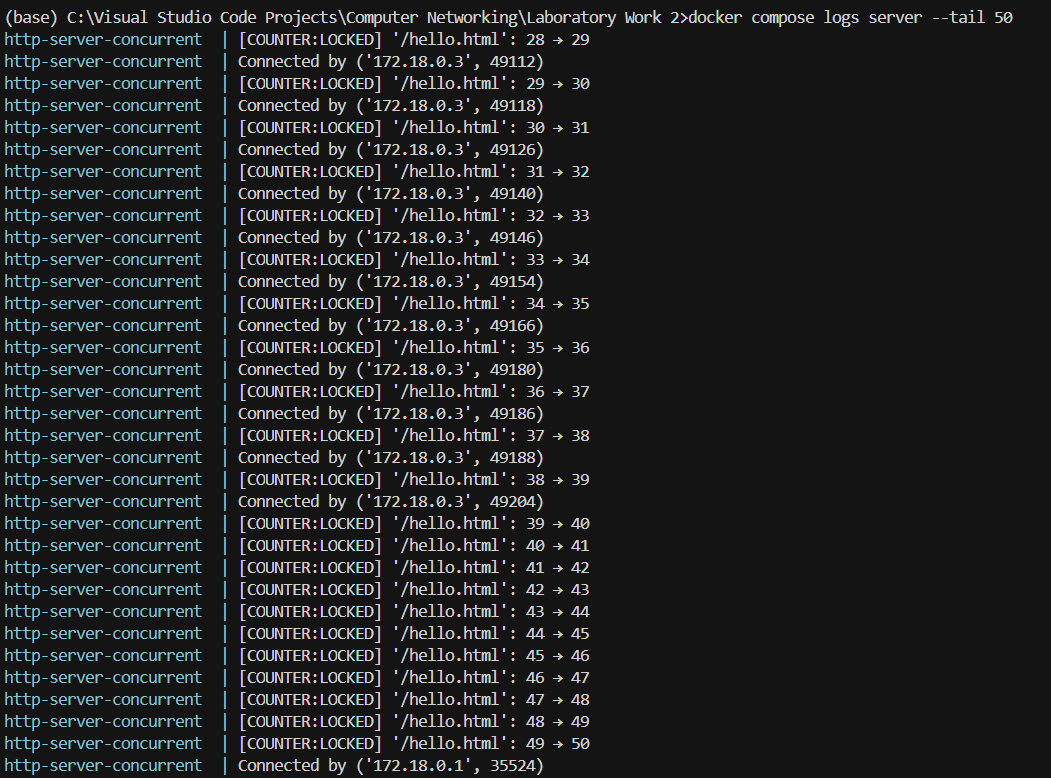 (base) C:\Visual Studio Code Projects\Computer Networking\Laboratory Work 2>docker compose logs server --tail 50
http-server-concurrent  | [COUNTER:LOCKED] '/hello.html': 28 → 29
http-server-concurrent  | Connected by ('172.18.0.3', 49112)
http-server-concurrent  | [COUNTER:LOCKED] '/hello.html': 29 → 30
http-server-concurrent  | Connected by ('172.18.0.3', 49118)
http-server-concurrent  | [COUNTER:LOCKED] '/hello.html': 30 → 31
http-server-concurrent  | Connected by ('172.18.0.3', 49126)
http-server-concurrent  | [COUNTER:LOCKED] '/hello.html': 31 → 32
http-server-concurrent  | Connected by ('172.18.0.3', 49140)
http-server-concurrent  | [COUNTER:LOCKED] '/hello.html': 32 → 33
http-server-concurrent  | Connected by ('172.18.0.3', 49146)
http-server-concurrent  | [COUNTER:LOCKED] '/hello.html': 33 → 34
http-server-concurrent  | Connected by ('172.18.0.3', 49154)
http-server-concurrent  | [COUNTER:LOCKED] '/hello.html': 34 → 35
http-server-concurrent  | Connected by ('172.18.0.3', 49166)
http-server-concurrent  | [COUNTER:LOCKED] '/hello.html': 35 → 36
http-server-concurrent  | Connected by ('172.18.0.3', 49180)
http-server-concurrent  | [COUNTER:LOCKED] '/hello.html': 36 → 37
http-server-concurrent  | Connected by ('172.18.0.3', 49186)
http-server-concurrent  | [COUNTER:LOCKED] '/hello.html': 37 → 38
http-server-concurrent  | Connected by ('172.18.0.3', 49188)
http-server-concurrent  | [COUNTER:LOCKED] '/hello.html': 38 → 39
http-server-concurrent  | Connected by ('172.18.0.3', 49204)
http-server-concurrent  | [COUNTER:LOCKED] '/hello.html': 39 → 40
http-server-concurrent  | [COUNTER:LOCKED] '/hello.html': 40 → 41
http-server-concurrent  | [COUNTER:LOCKED] '/hello.html': 41 → 42
http-server-concurrent  | [COUNTER:LOCKED] '/hello.html': 42 → 43
http-server-concurrent  | [COUNTER:LOCKED] '/hello.html': 43 → 44
http-server-concurrent  | [COUNTER:LOCKED] '/hello.html': 44 → 45
http-server-concurrent  | [COUNTER:LOCKED] '/hello.html': 45 → 46
http-server-concurrent  | [COUNTER:LOCKED] '/hello.html': 46 → 47
http-server-concurrent  | [COUNTER:LOCKED] '/hello.html': 47 → 48
http-server-concurrent  | [COUNTER:LOCKED] '/hello.html': 48 → 49
http-server-concurrent  | [COUNTER:LOCKED] '/hello.html': 49 → 50
http-server-concurrent  | Connected by ('172.18.0.1', 35524)